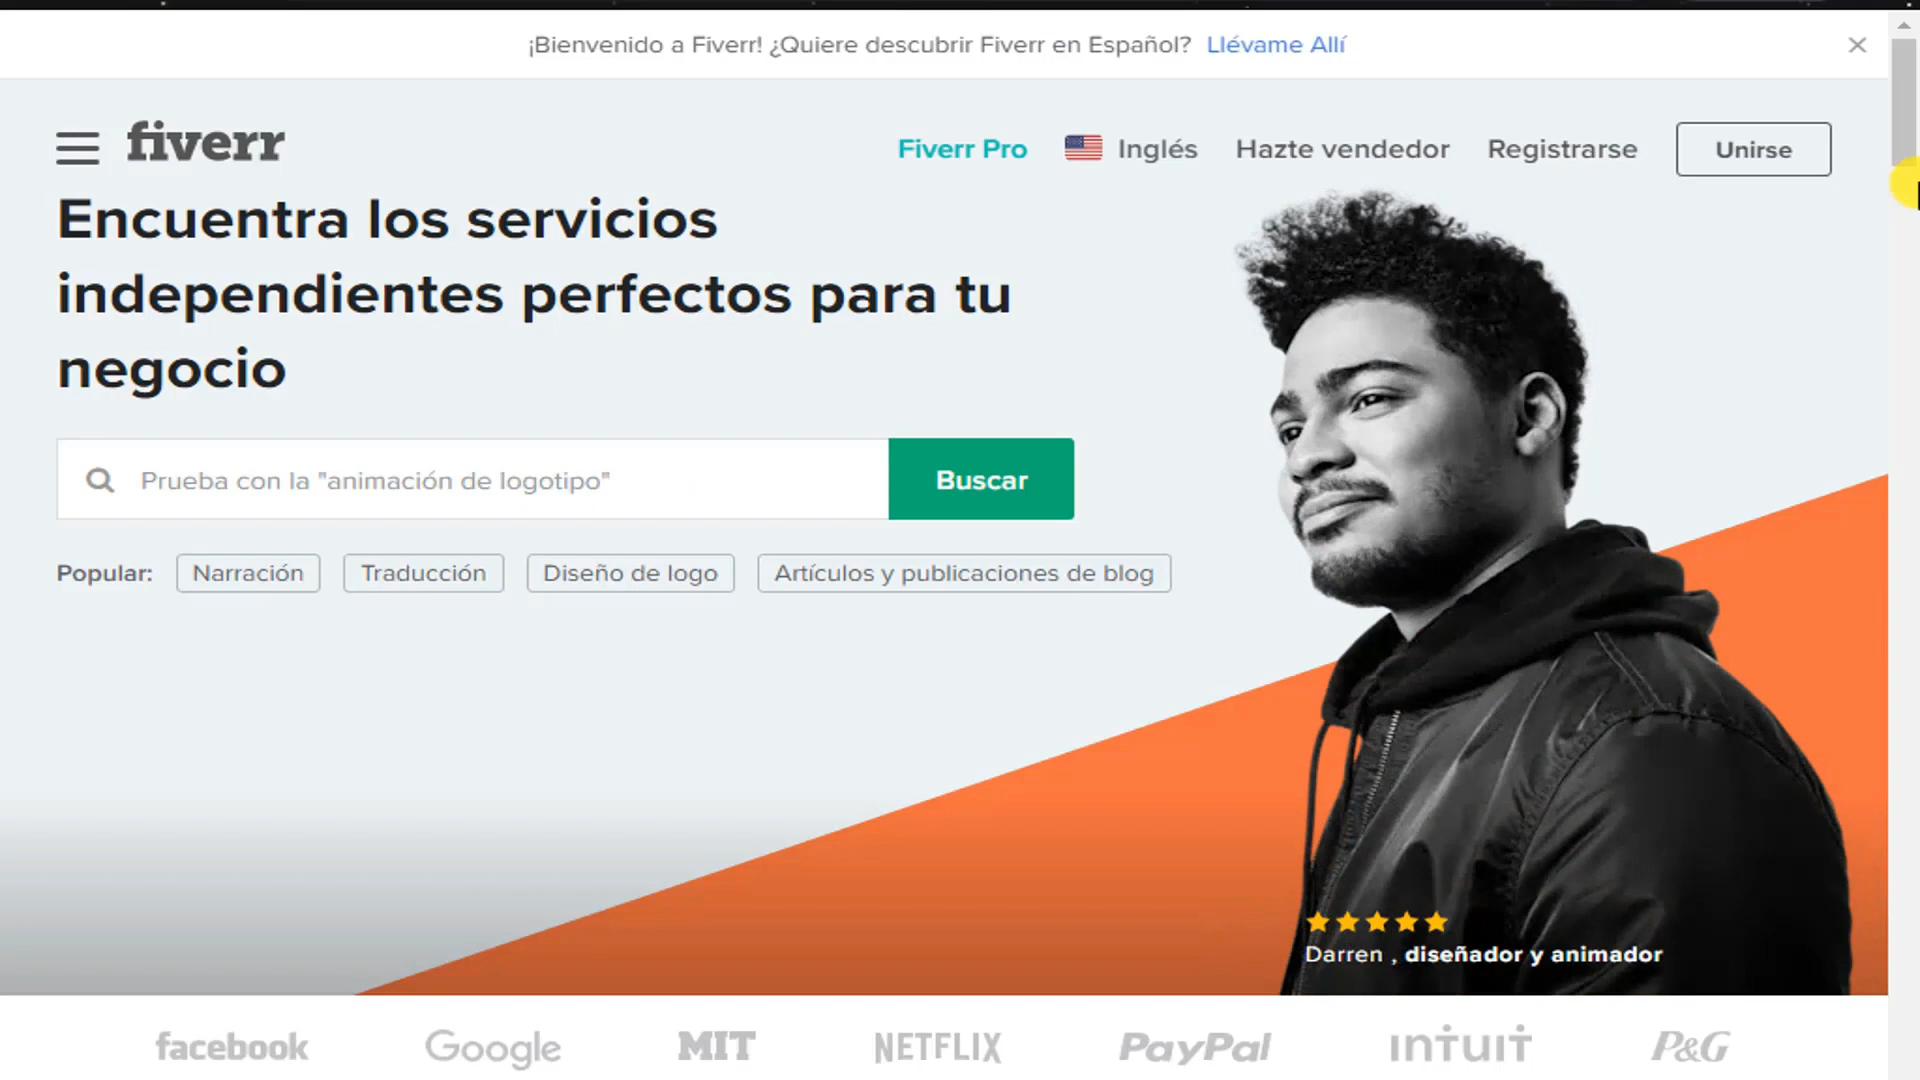 ¡Bienvenido a Fiverr! ¿Quiere descubrir Fiverr en Español? Llévame Allí
fiverr
Fiverr Pro Inglés Hazte vendedor Registrarse Unirse
Encuentra los servicios
independientes perfectos para tu
negocio
Prueba con la "animación de logotipo" Buscar
Popular: Narración Traducción Diseño de logo Artículos y publicaciones de blog
Darren , diseñador y animador
facebook Google MIT NETFLIX PayPal intuit P&G